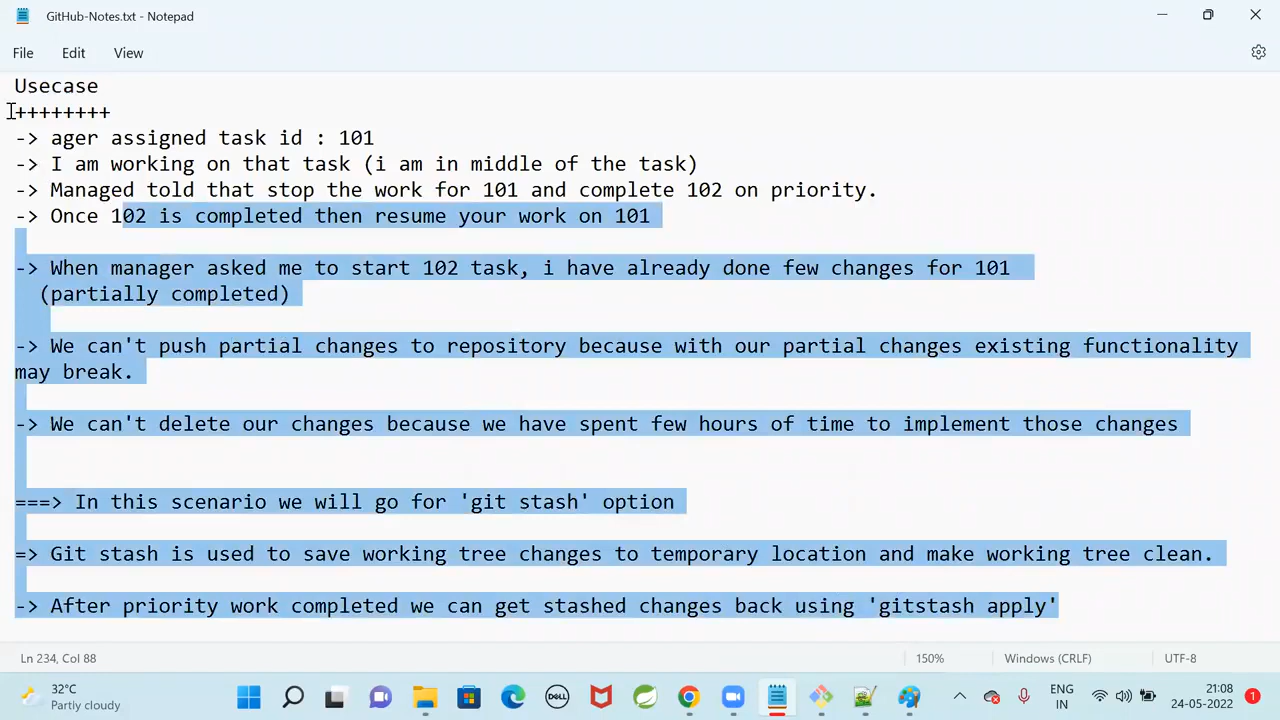 GitHub-Notes.txt - Notepad
File Edit View
Usecase
++++++++
-> ager assigned task id : 101
-> I am working on that task (i am in middle of the task)
-> Managed told that stop the work for 101 and complete 102 on priority.
-> Once 102 is completed then resume your work on 101
-> When manager asked me to start 102 task, i have already done few changes for 101
(partially completed)
-> We can't push partial changes to repository because with our partial changes existing functionality
may break.
-> We can't delete our changes because we have spent few hours of time to implement those changes
===> In this scenario we will go for 'git stash' option
=> Git stash is used to save working tree changes to temporary location and make working tree clean.
-> After priority work completed we can get stashed changes back using 'gitstash apply'
Ln 234, Col 88 150% Windows (CRLF) UTF-8
32°C
Partly cloudy
DELL
ENG
IN
21:08
24-05-2022
1